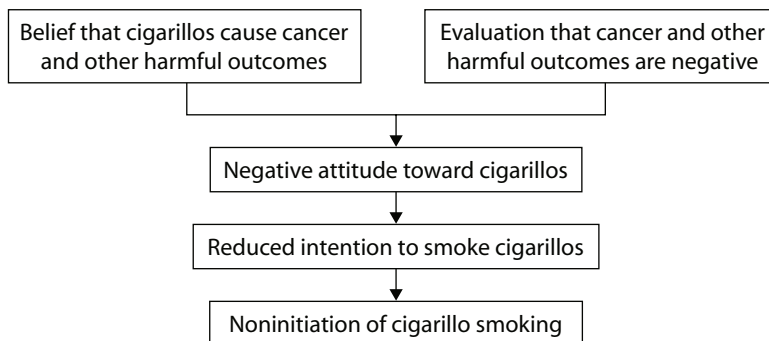 Belief that cigarillos cause cancer
and other harmful outcomes
Evaluation that cancer and other
harmful outcomes are negative
Negative attitude toward cigarillos
Reduced intention to smoke cigarillos
Noninitiation of cigarillo smoking